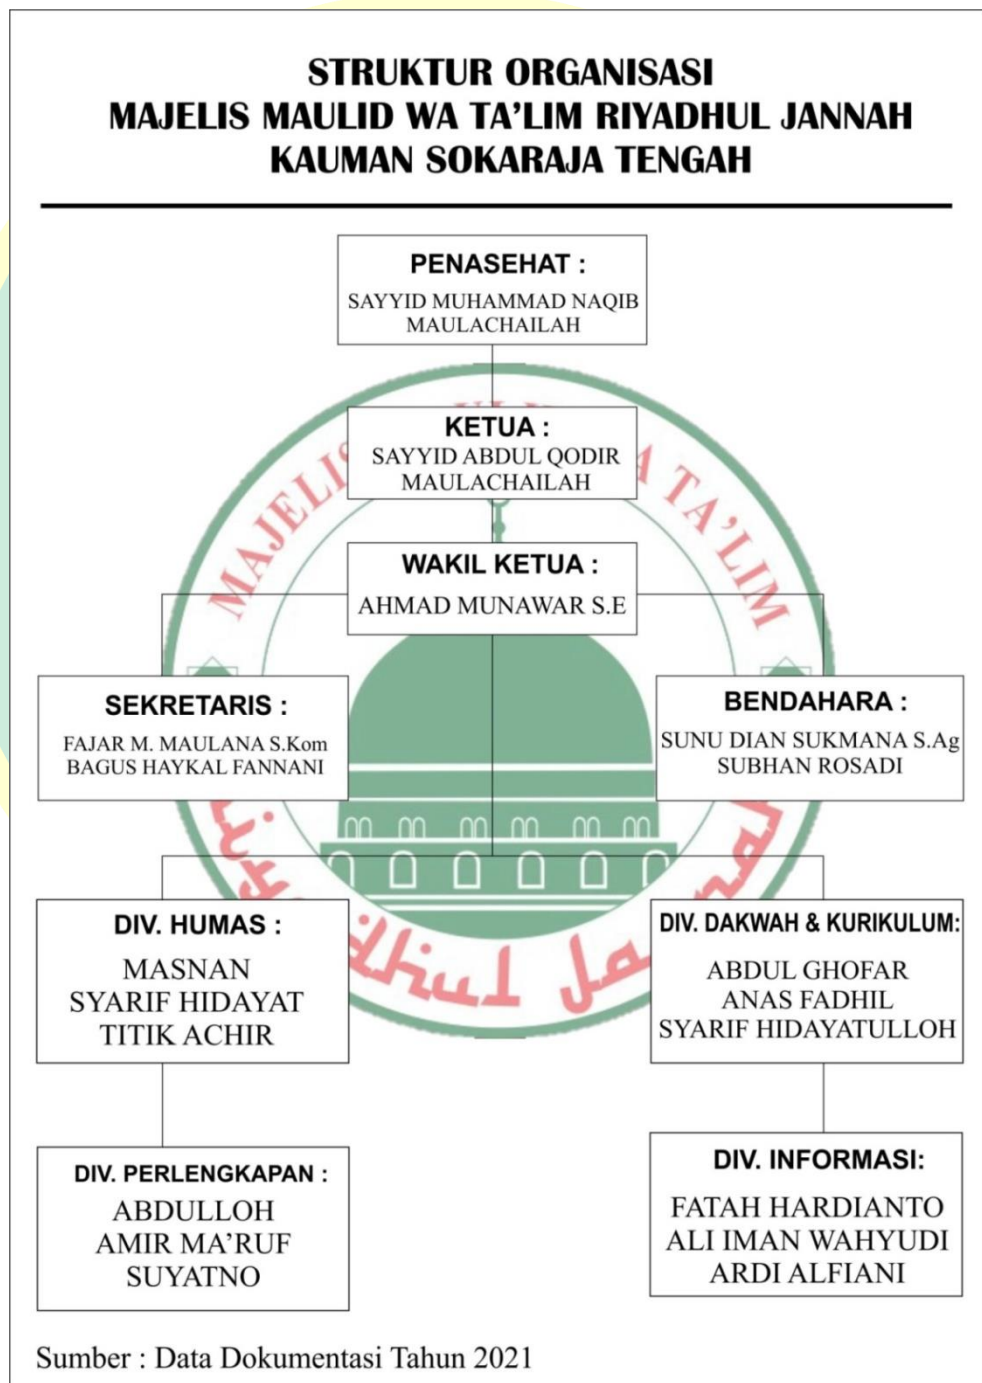 STRUKTUR ORGANISASI
MAJELIS MAULID WA TA’LIM RIYADHUL JANNAH
KAUMAN SOKARAJA TENGAH
PENASEHAT :
SAYYID MUHAMMAD NAQIB
MAULACHAILAH
KETUA :
SAYYID ABDUL QODIR
MAULACHAILAH
WAKIL KETUA :
AHMAD MUNAWAR S.E
SEKRETARIS :
FAJAR M. MAULANA S.Kom
BAGUS HAYKAL FANNANI
BENDAHARA :
SUNU DIAN SUKMANA S.Ag
SUBHAN ROSADI
DIV. HUMAS :
MASNAN
SYARIF HIDAYAT
TITIK ACHIR
DIV. DAKWAH & KURIKULUM:
ABDUL GHOFAR
ANAS FADHIL
SYARIF HIDAYATULLOH
DIV. PERLENGKAPAN :
ABDULLOH
AMIR MA’RUF
SUYATNO
DIV. INFORMASI:
FATAH HARDIANTO
ALI IMAN WAHYUDI
ARDI ALFIANI
MAJELIS TA’LIM
Sumber : Data Dokumentasi Tahun 2021